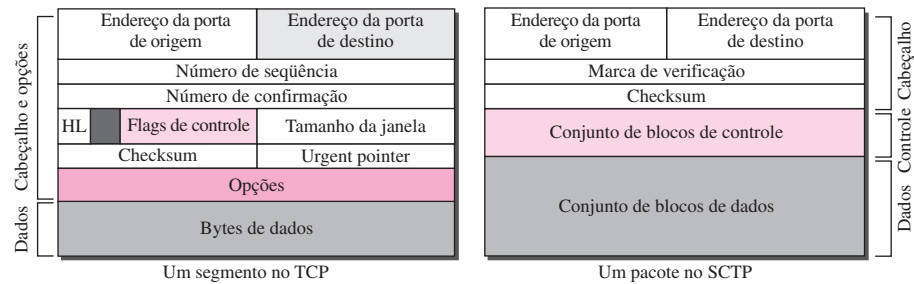 Cabeçalho e opções
Dados
Endereço da porta
de origem
Endereço da porta
de destino
Número de seqüência
Número de confirmação
HL
Flags de controle
Tamanho da janela
Checksum
Urgent pointer
Opções
Bytes de dados
Um segmento no TCP
Endereço da porta
de origem
Endereço da porta
de destino
Marca de verificação
Checksum
Conjunto de blocos de controle
Conjunto de blocos de dados
Cabeçalho
Controle
Dados
Um pacote no SCTP